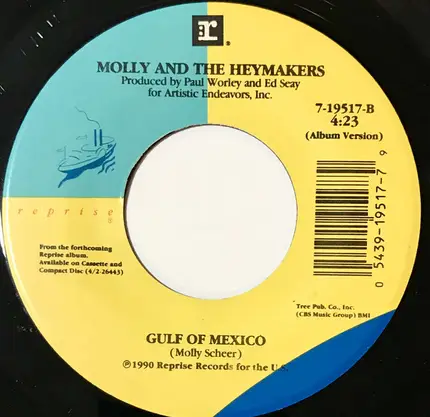 r®
MOLLY AND THE HEYMAKERS
Produced by Paul Worley and Ed Seay
for Artistic Endeavors, Inc.
7-19517-B
4:23
(Album Version)
reprise
®
From the forthcoming
Reprise album.
Available on Cassette and
Compact Disc (4/2-26443)
0 5439-19517-7 9
Tree Pub. Co., Inc.
(CBS Music Group) BMI
GULF OF MEXICO
(Molly Scheer)
℗ 1990 Reprise Records for the U.S.